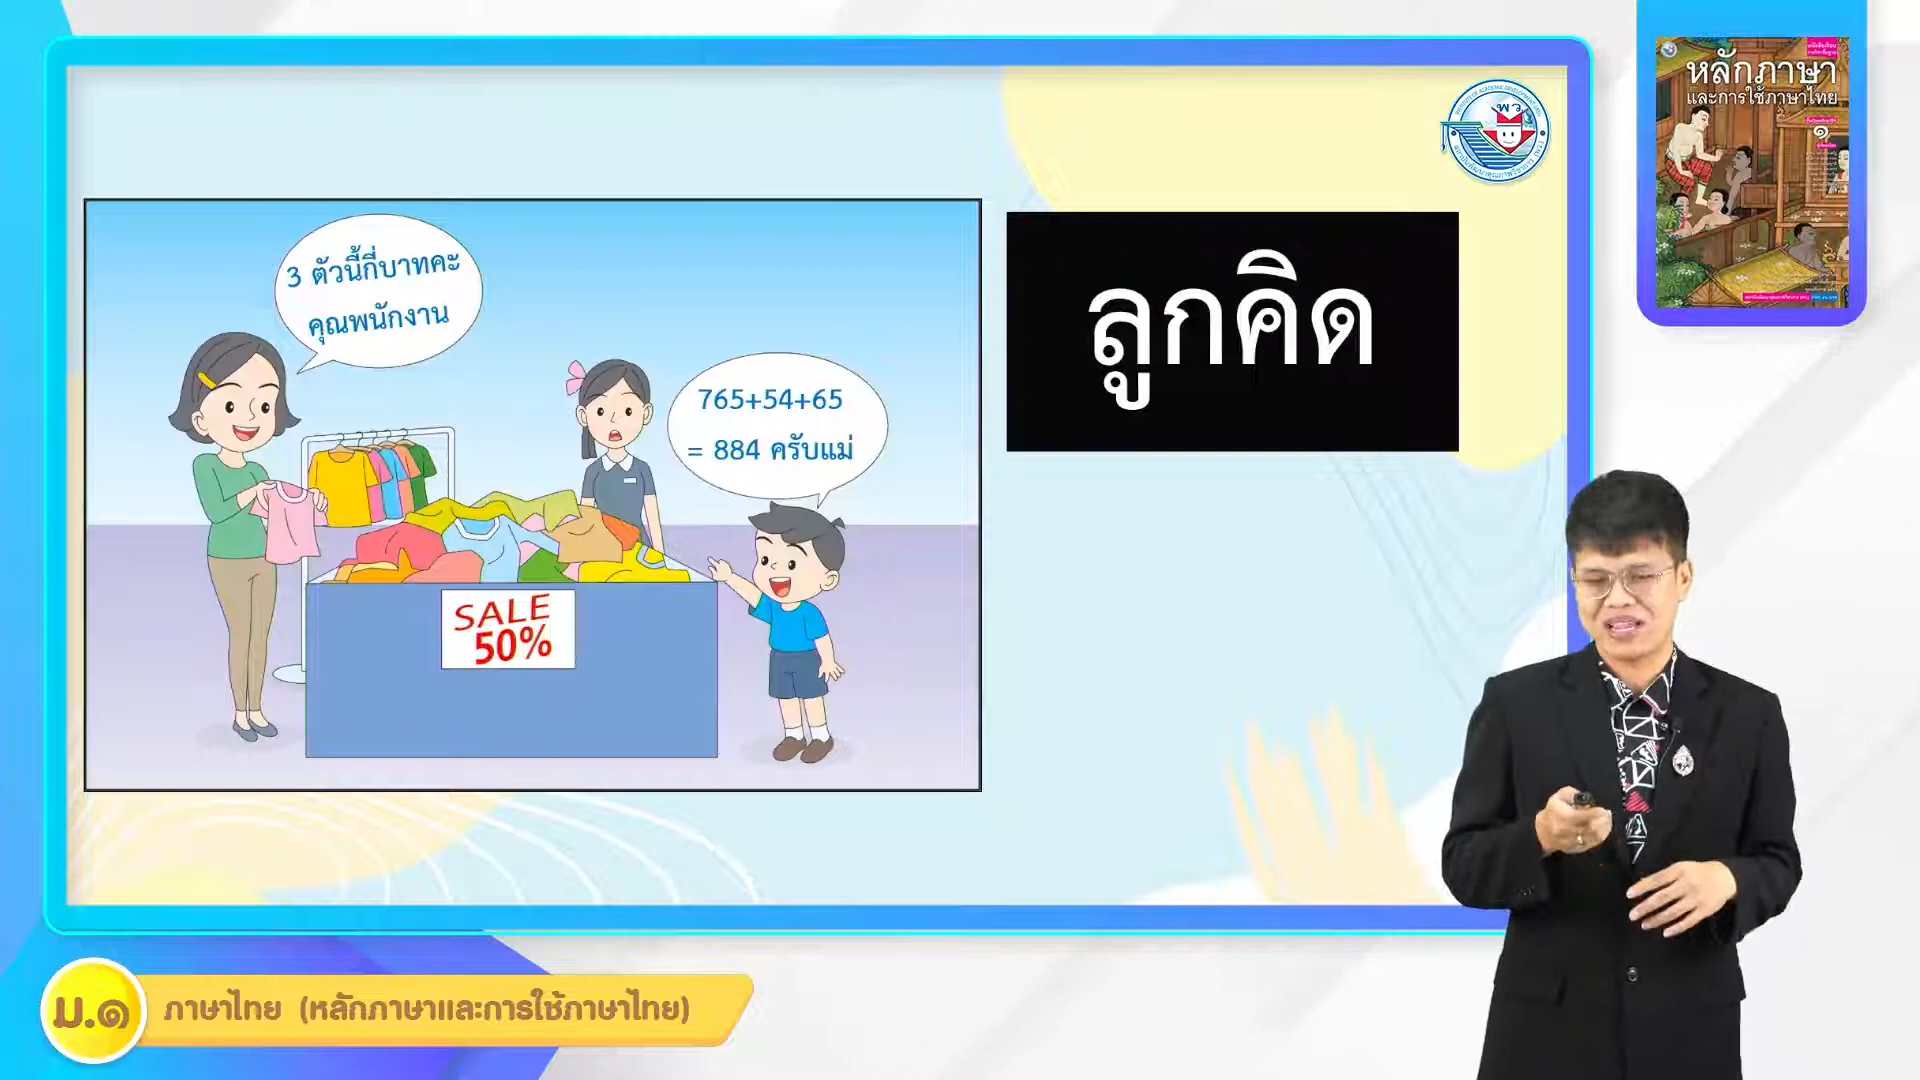 3 ตัวนี้กี่บาทคะ
คุณพนักงาน
765+54+65
= 884 ครับแม่
SALE
50%
ลูกคิด
หลักภาษา
และการใช้ภาษาไทย
๑
พว.
ม.๑
ภาษาไทย (หลักภาษาและการใช้ภาษาไทย)